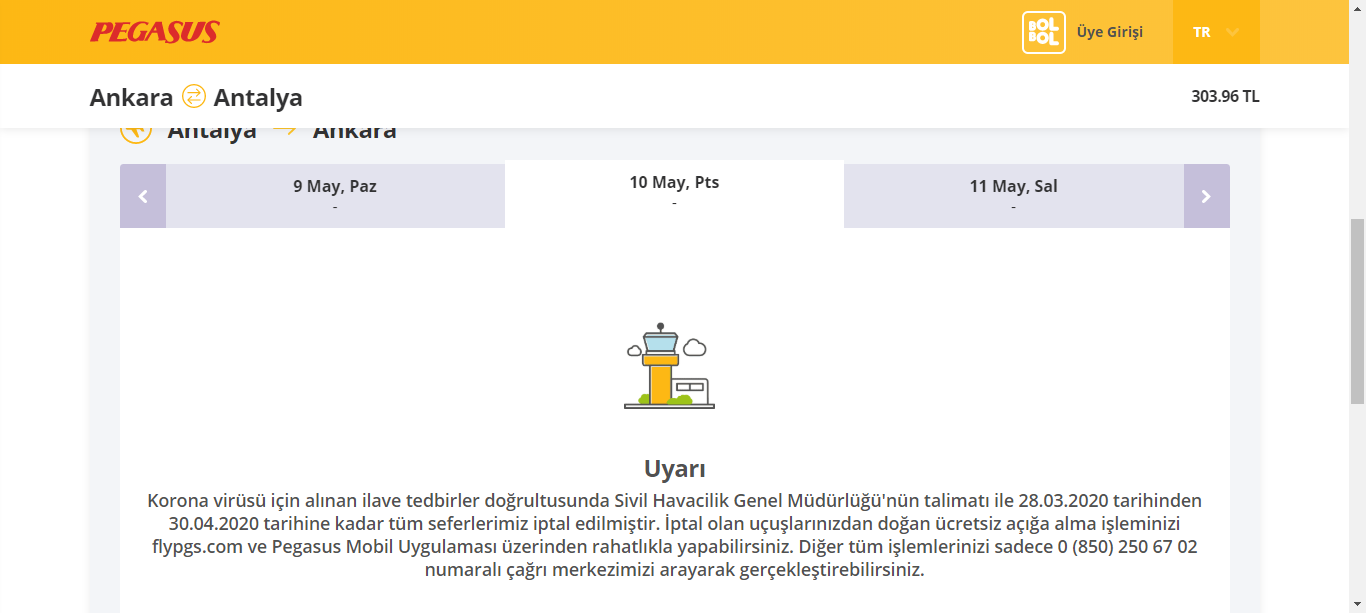 PEGASUS
BOL
BOL
Üye Girişi
TR
Ankara Antalya
303.96 TL
Antalya Ankara
9 May, Paz
-
10 May, Pts
-
11 May, Sal
-
Uyarı
Korona virüsü için alınan ilave tedbirler doğrultusunda Sivil Havacilik Genel Müdürlüğü'nün talimatı ile 28.03.2020 tarihinden
30.04.2020 tarihine kadar tüm seferlerimiz iptal edilmiştir. İptal olan uçuşlarınızdan doğan ücretsiz açığa alma işleminizi
flypgs.com ve Pegasus Mobil Uygulaması üzerinden rahatlıkla yapabilirsiniz. Diğer tüm işlemlerinizi sadece 0 (850) 250 67 02
numaralı çağrı merkezimizi arayarak gerçekleştirebilirsiniz.